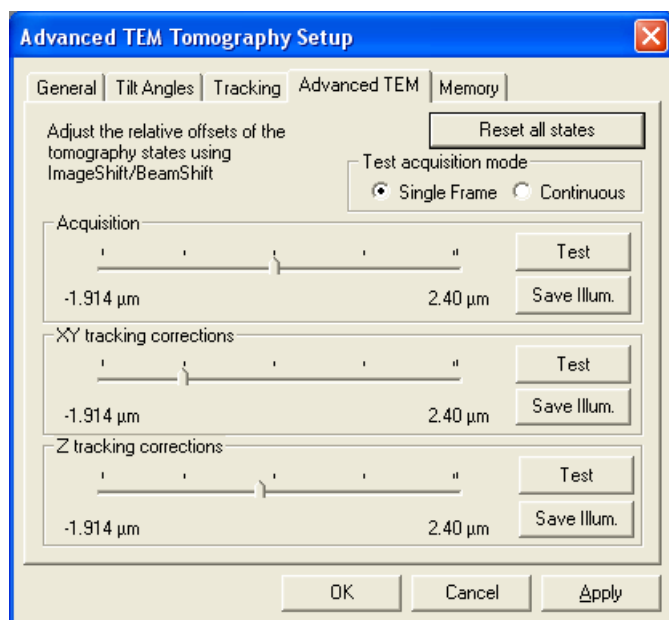 Advanced TEM Tomography Setup
General Tilt Angles Tracking Advanced TEM Memory
Adjust the relative offsets of the
tomography states using
ImageShift/BeamShift
Reset all states
Test acquisition mode
Single Frame Continuous
Acquisition
Test
-1.914 µm 2.40 µm Save Illum.
XY tracking corrections
Test
-1.914 µm 2.40 µm Save Illum.
Z tracking corrections
Test
-1.914 µm 2.40 µm Save Illum.
OK Cancel Apply